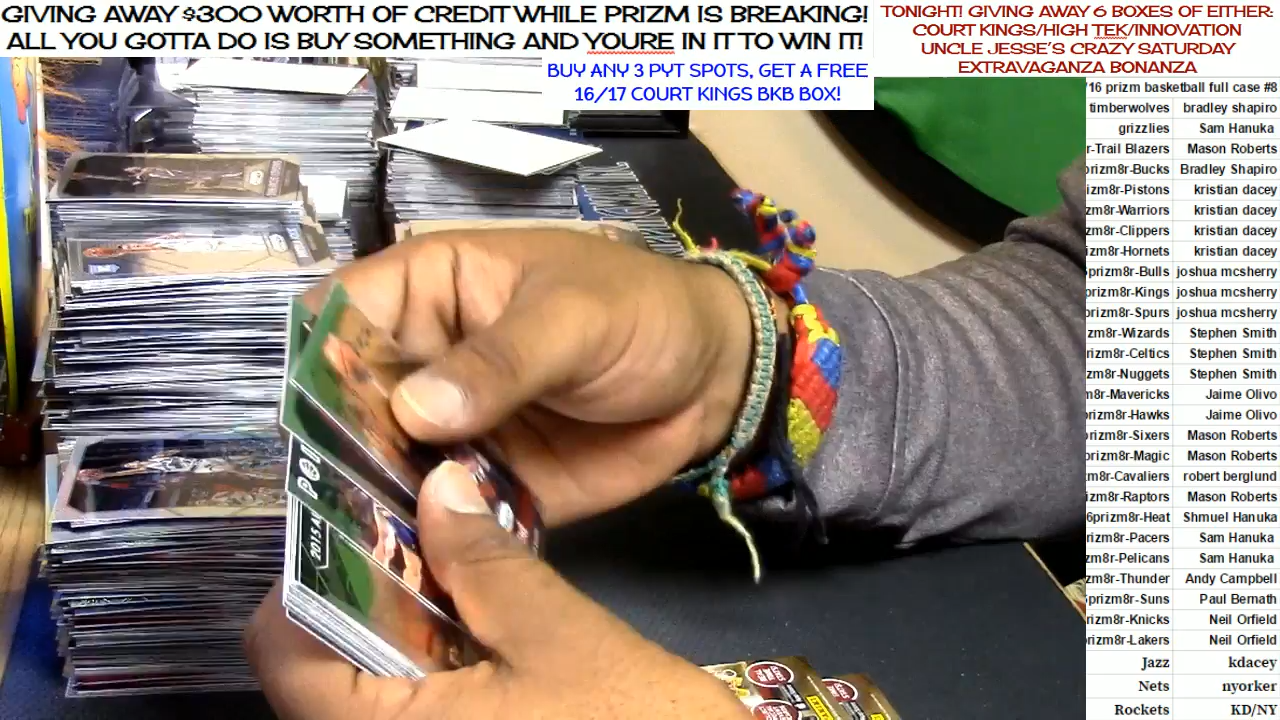 GIVING AWAY $300 WORTH OF CREDIT WHILE PRIZM IS BREAKING!
ALL YOU GOTTA DO IS BUY SOMETHING AND YOURE IN IT TO WIN IT!
BUY ANY 3 PYT SPOTS, GET A FREE
16/17 COURT KINGS BKB BOX!
TONIGHT! GIVING AWAY 6 BOXES OF EITHER:
COURT KINGS/HIGH TEK/INNOVATION
UNCLE JESSE'S CRAZY SATURDAY
EXTRAVAGANZA BONANZA
/16 prizm basketball full case #8
timberwolves bradley shapiro
grizzlies Sam Hanuka
r-Trail Blazers Mason Roberts
prizm8r-Bucks Bradley Shapiro
izm8r-Pistons kristian dacey
zm8r-Warriors kristian dacey
zm8r-Clippers kristian dacey
zm8r-Hornets kristian dacey
6prizm8r-Bulls joshua mcsherry
prizm8r-Kings joshua mcsherry
prizm8r-Spurs joshua mcsherry
zm8r-Wizards Stephen Smith
zm8r-Celtics Stephen Smith
zm8r-Nuggets Stephen Smith
m8r-Mavericks Jaime Olivo
prizm8r-Hawks Jaime Olivo
prizm8r-Sixers Mason Roberts
prizm8r-Magic Mason Roberts
zm8r-Cavaliers robert berglund
izm8r-Raptors Mason Roberts
6prizm8r-Heat Shmuel Hanuka
izm8r-Pacers Sam Hanuka
zm8r-Pelicans Sam Hanuka
zm8r-Thunder Andy Campbell
prizm8r-Suns Paul Bernath
izm8r-Knicks Neil Orfield
rizm8r-Lakers Neil Orfield
Jazz kdacey
Nets nyorker
Rockets KD/NY
2015